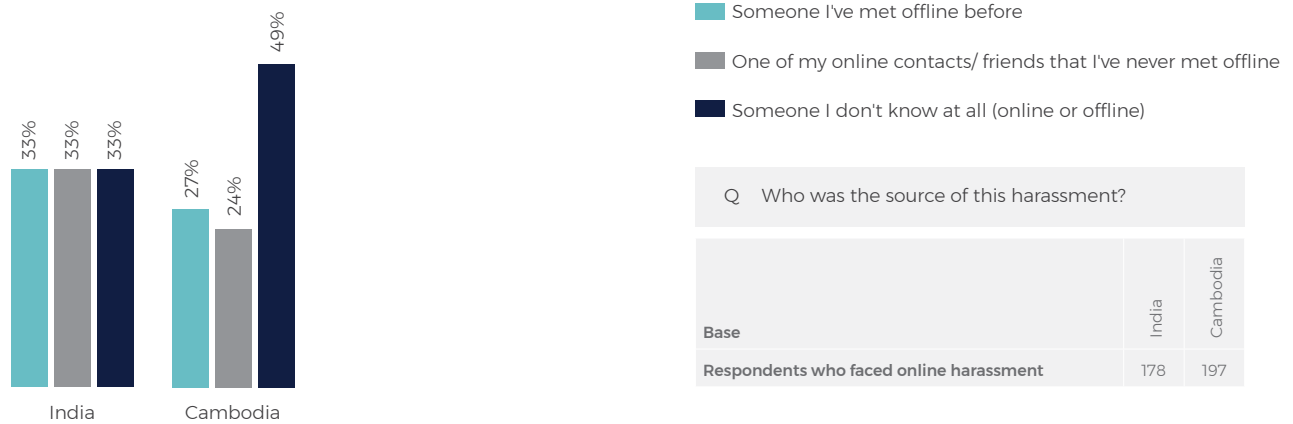 33%
33%
33%
27%
24%
49%
India
Cambodia
Someone I've met offline before
One of my online contacts/ friends that I've never met offline
Someone I don't know at all (online or offline)
Q Who was the source of this harassment?
Base India Cambodia
Respondents who faced online harassment 178 197